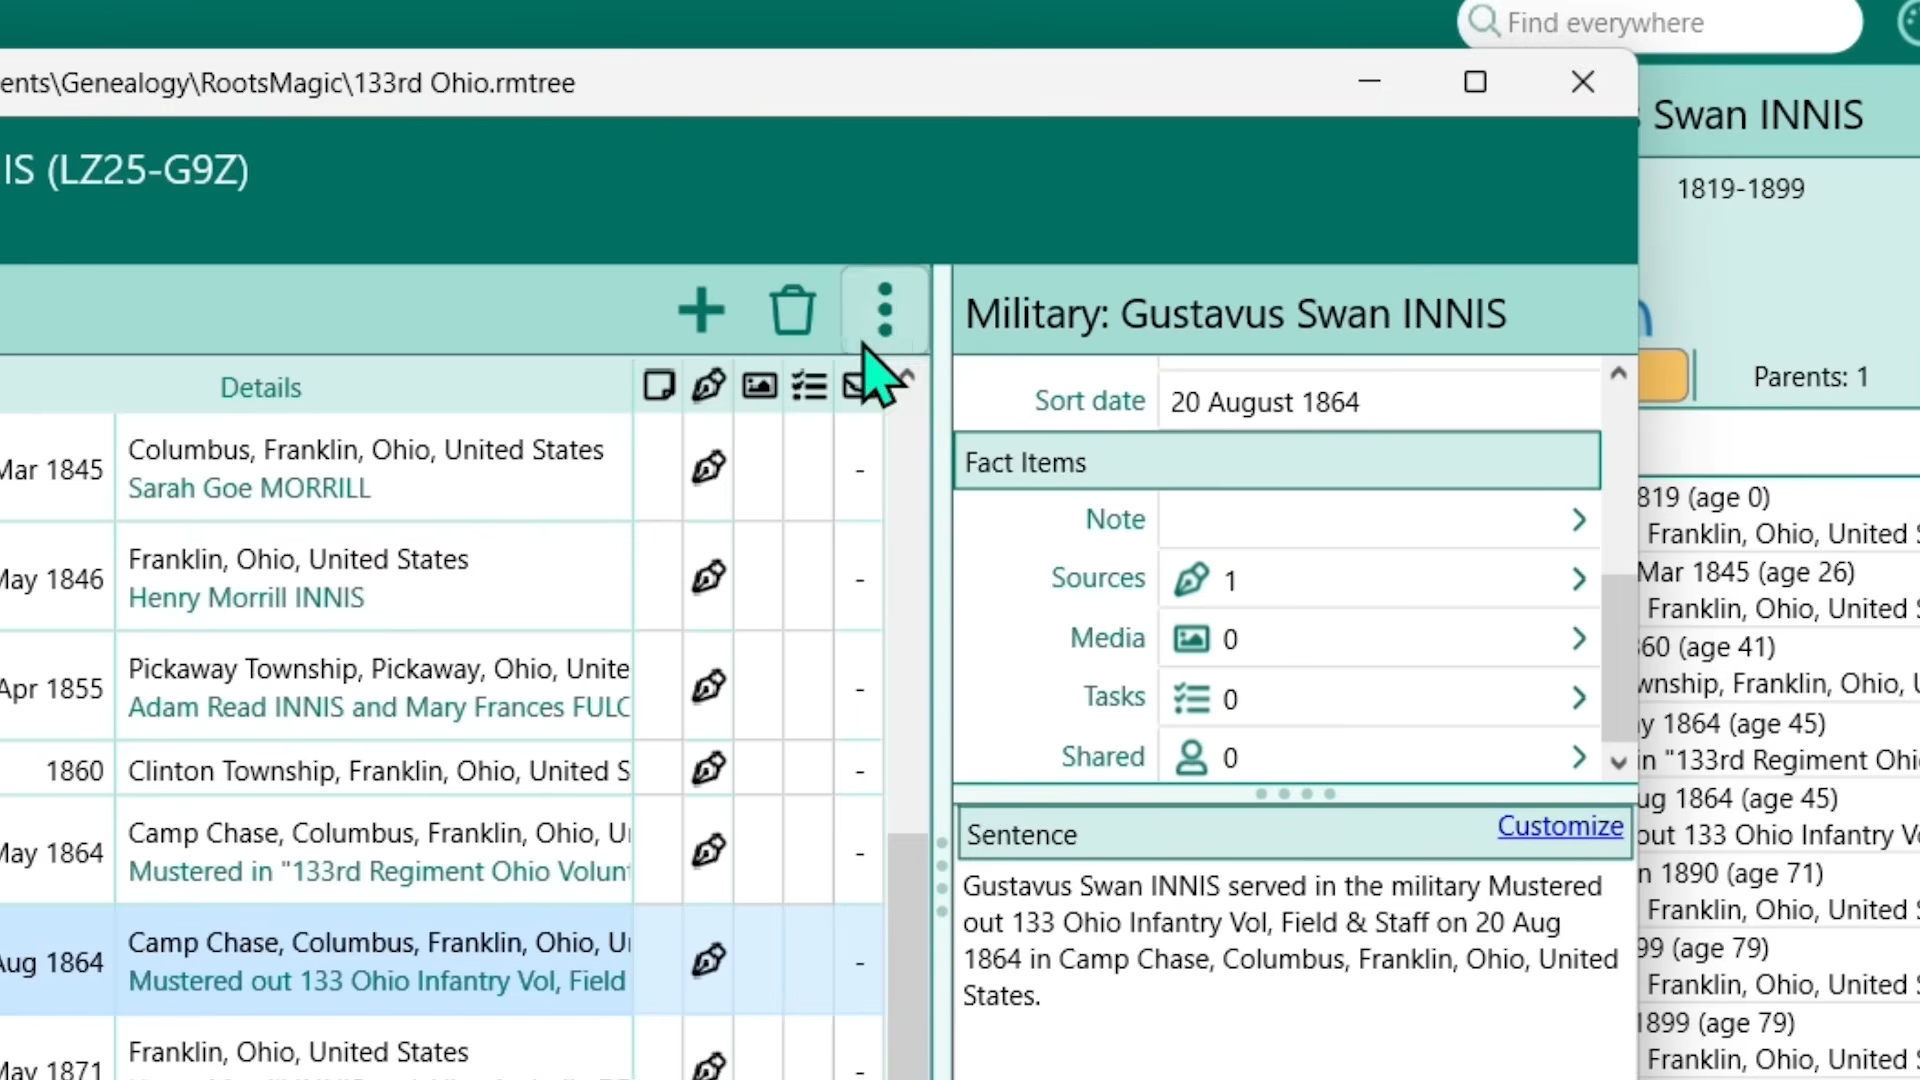 Find everywhere
ents\Genealogy\RootsMagic\133rd Ohio.rmtree
Swan INNIS
IS (LZ25-G9Z)
1819-1899
Military: Gustavus Swan INNIS
Parents: 1
Details
Sort date 20 August 1864
Fact Items
Note
Sources 1
Media 0
Tasks 0
Shared 0
Mar 1845 Columbus, Franklin, Ohio, United States -
Sarah Goe MORRILL
May 1846 Franklin, Ohio, United States -
Henry Morrill INNIS
Apr 1855 Pickaway Township, Pickaway, Ohio, Unite -
Adam Read INNIS and Mary Frances FULC
1860 Clinton Township, Franklin, Ohio, United S -
May 1864 Camp Chase, Columbus, Franklin, Ohio, U -
Mustered in "133rd Regiment Ohio Volun
Aug 1864 Camp Chase, Columbus, Franklin, Ohio, U -
Mustered out 133 Ohio Infantry Vol, Field
May 1871 Franklin, Ohio, United States -
Sentence Customize
Gustavus Swan INNIS served in the military Mustered
out 133 Ohio Infantry Vol, Field & Staff on 20 Aug
1864 in Camp Chase, Columbus, Franklin, Ohio, United
States.
819 (age 0)
Franklin, Ohio, United S
Mar 1845 (age 26)
Franklin, Ohio, United S
60 (age 41)
wnship, Franklin, Ohio, U
y 1864 (age 45)
in "133rd Regiment Ohi
ug 1864 (age 45)
out 133 Ohio Infantry Vo
n 1890 (age 71)
Franklin, Ohio, United S
99 (age 79)
Franklin, Ohio, United S
1899 (age 79)
Franklin, Ohio, United S